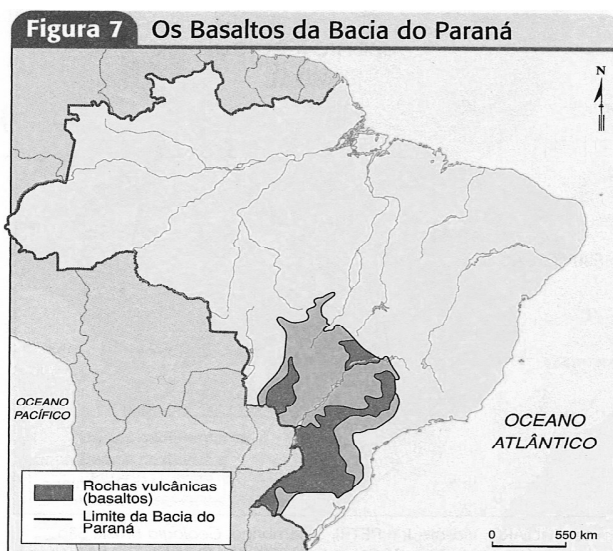 Figura 7 Os Basaltos da Bacia do Paraná
N
OCEANO
PACÍFICO
OCEANO
ATLÂNTICO
Rochas vulcânicas
(basaltos)
Limite da Bacia do
Paraná
0 550 km